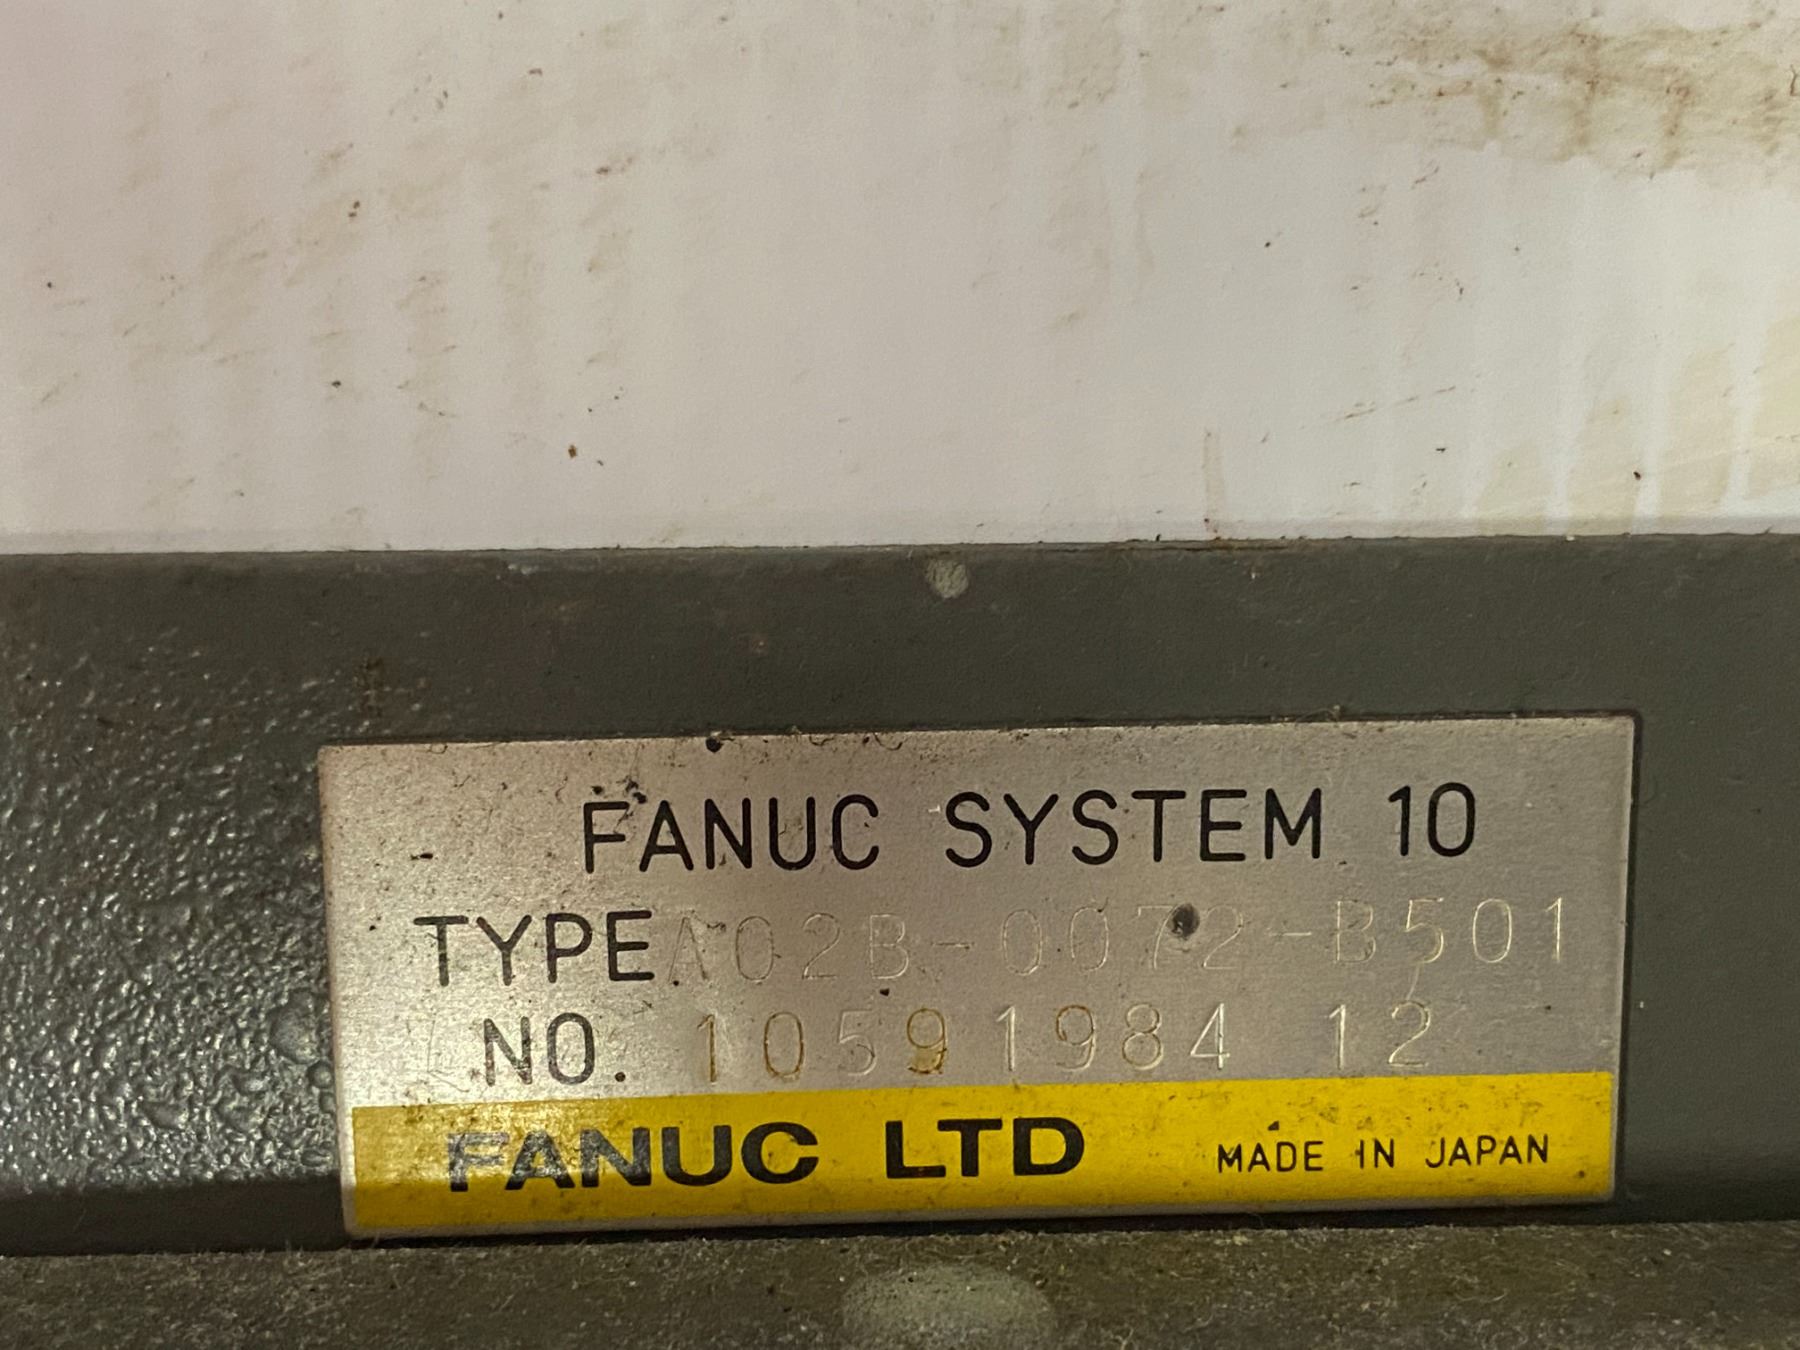 FANUC SYSTEM 10
TYPE A02B-0072-B501
NO. 10591984 12
FANUC LTD MADE IN JAPAN